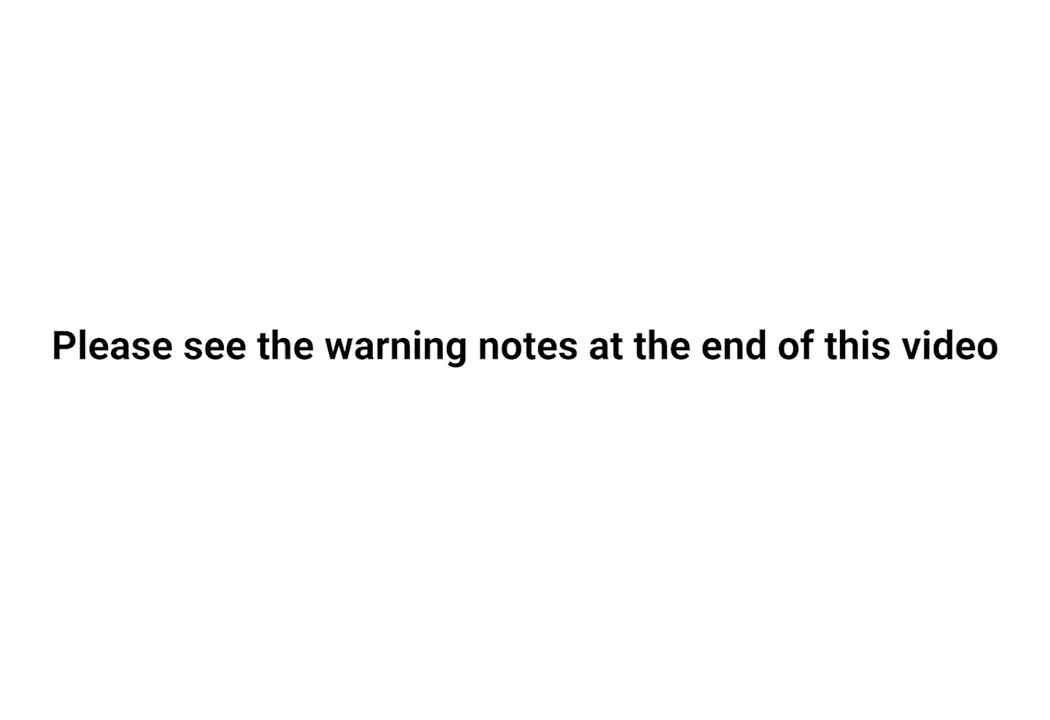 Please see the warning notes at the end of this video